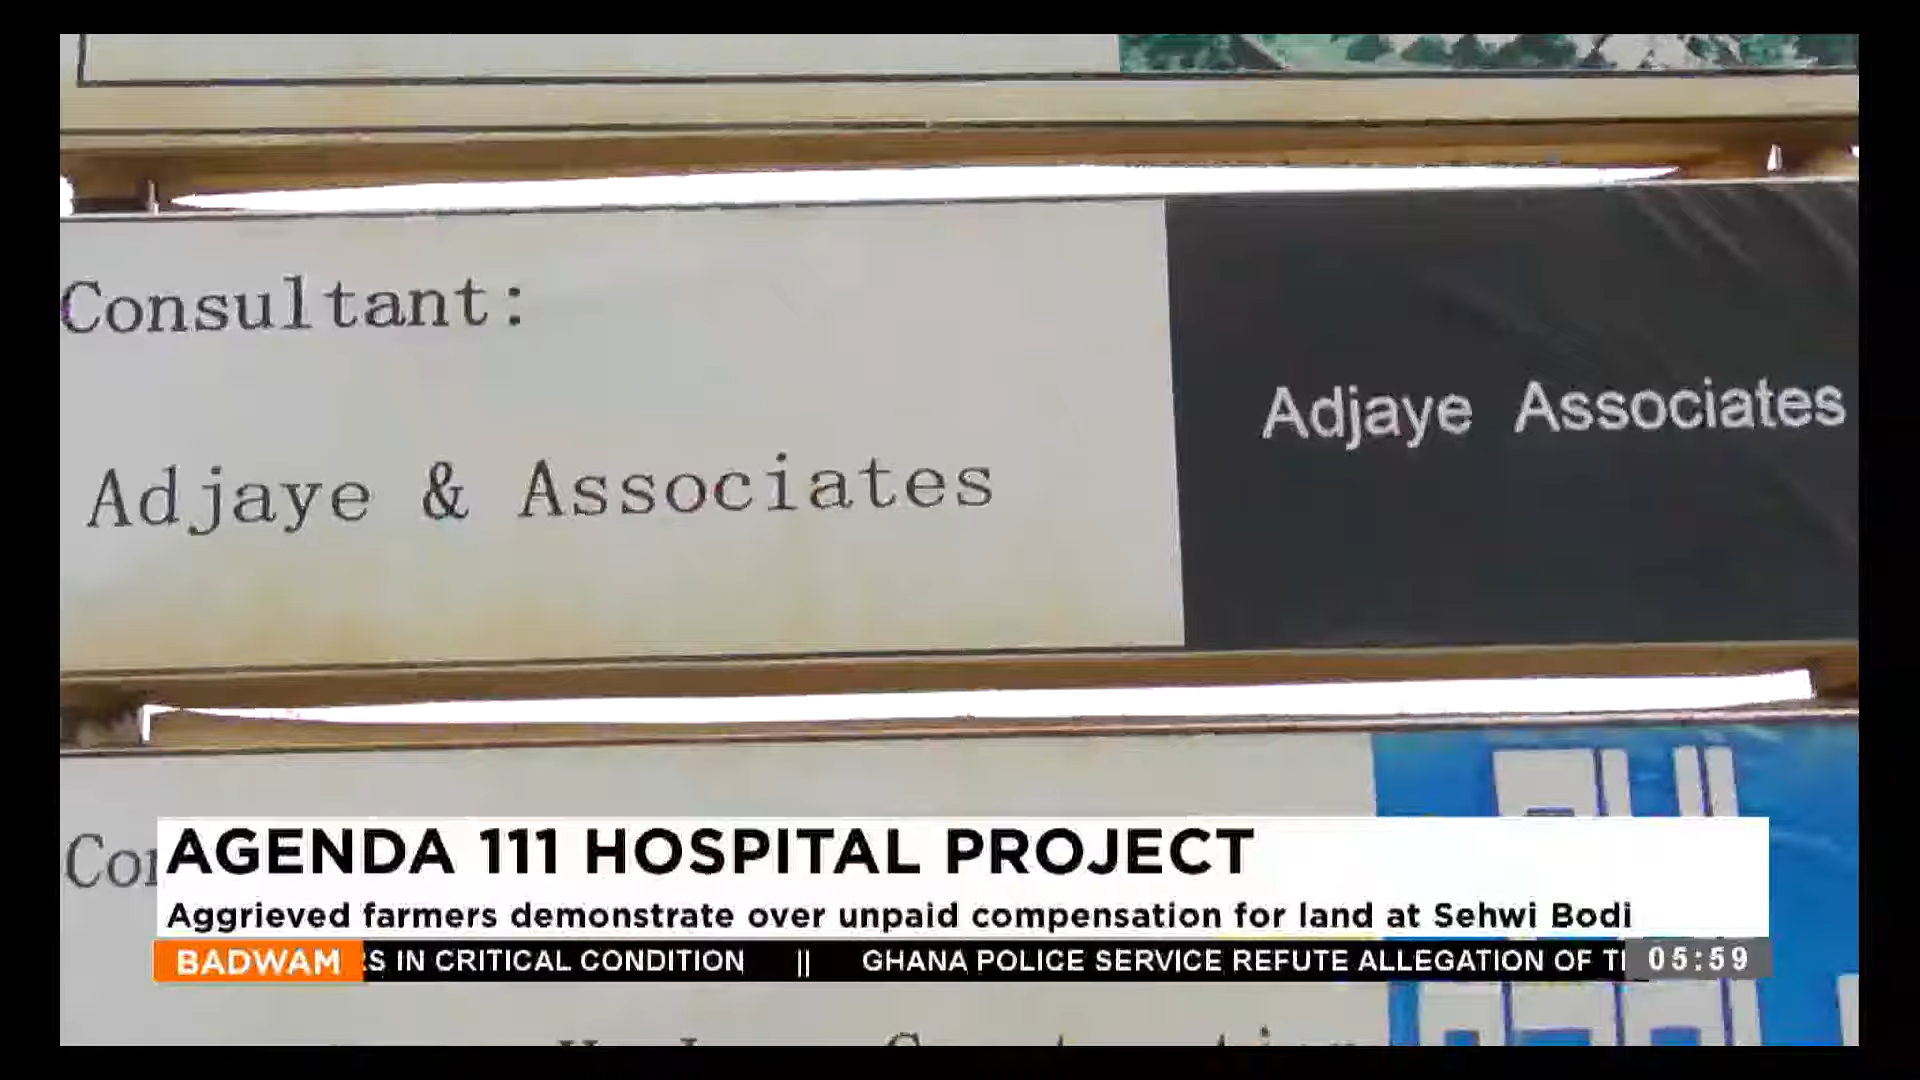 Consultant:
Adjaye & Associates
Adjaye Associates
AGENDA 111 HOSPITAL PROJECT
Aggrieved farmers demonstrate over unpaid compensation for land at Sehwi Bodi
BADWAM
IN CRITICAL CONDITION || GHANA POLICE SERVICE REFUTE ALLEGATION OF
05:59